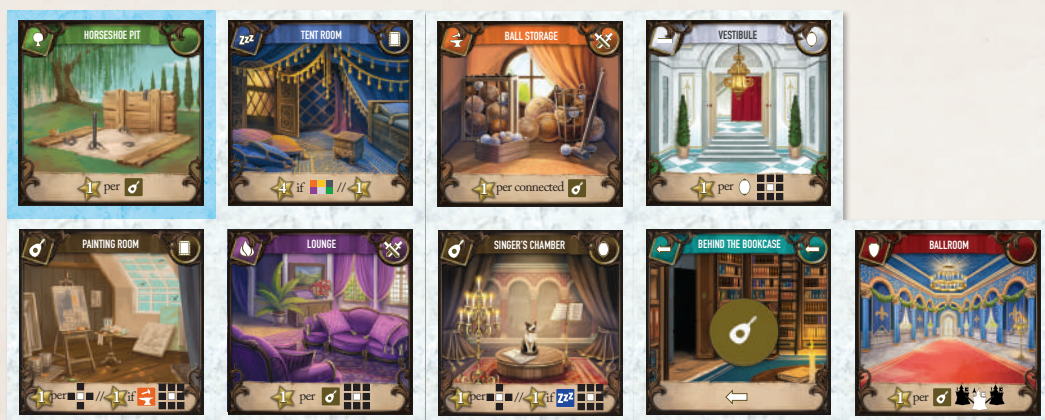 HORSESHOE PIT
1 per
TENT ROOM
Zzz
4 if // 1
BALL STORAGE
1 per connected
VESTIBULE
1 per
PAINTING ROOM
1 per // 1 if
LOUNGE
1 per
SINGER'S CHAMBER
1 per // 1 if Zzz
BEHIND THE BOOKCASE
BALLROOM
1 per